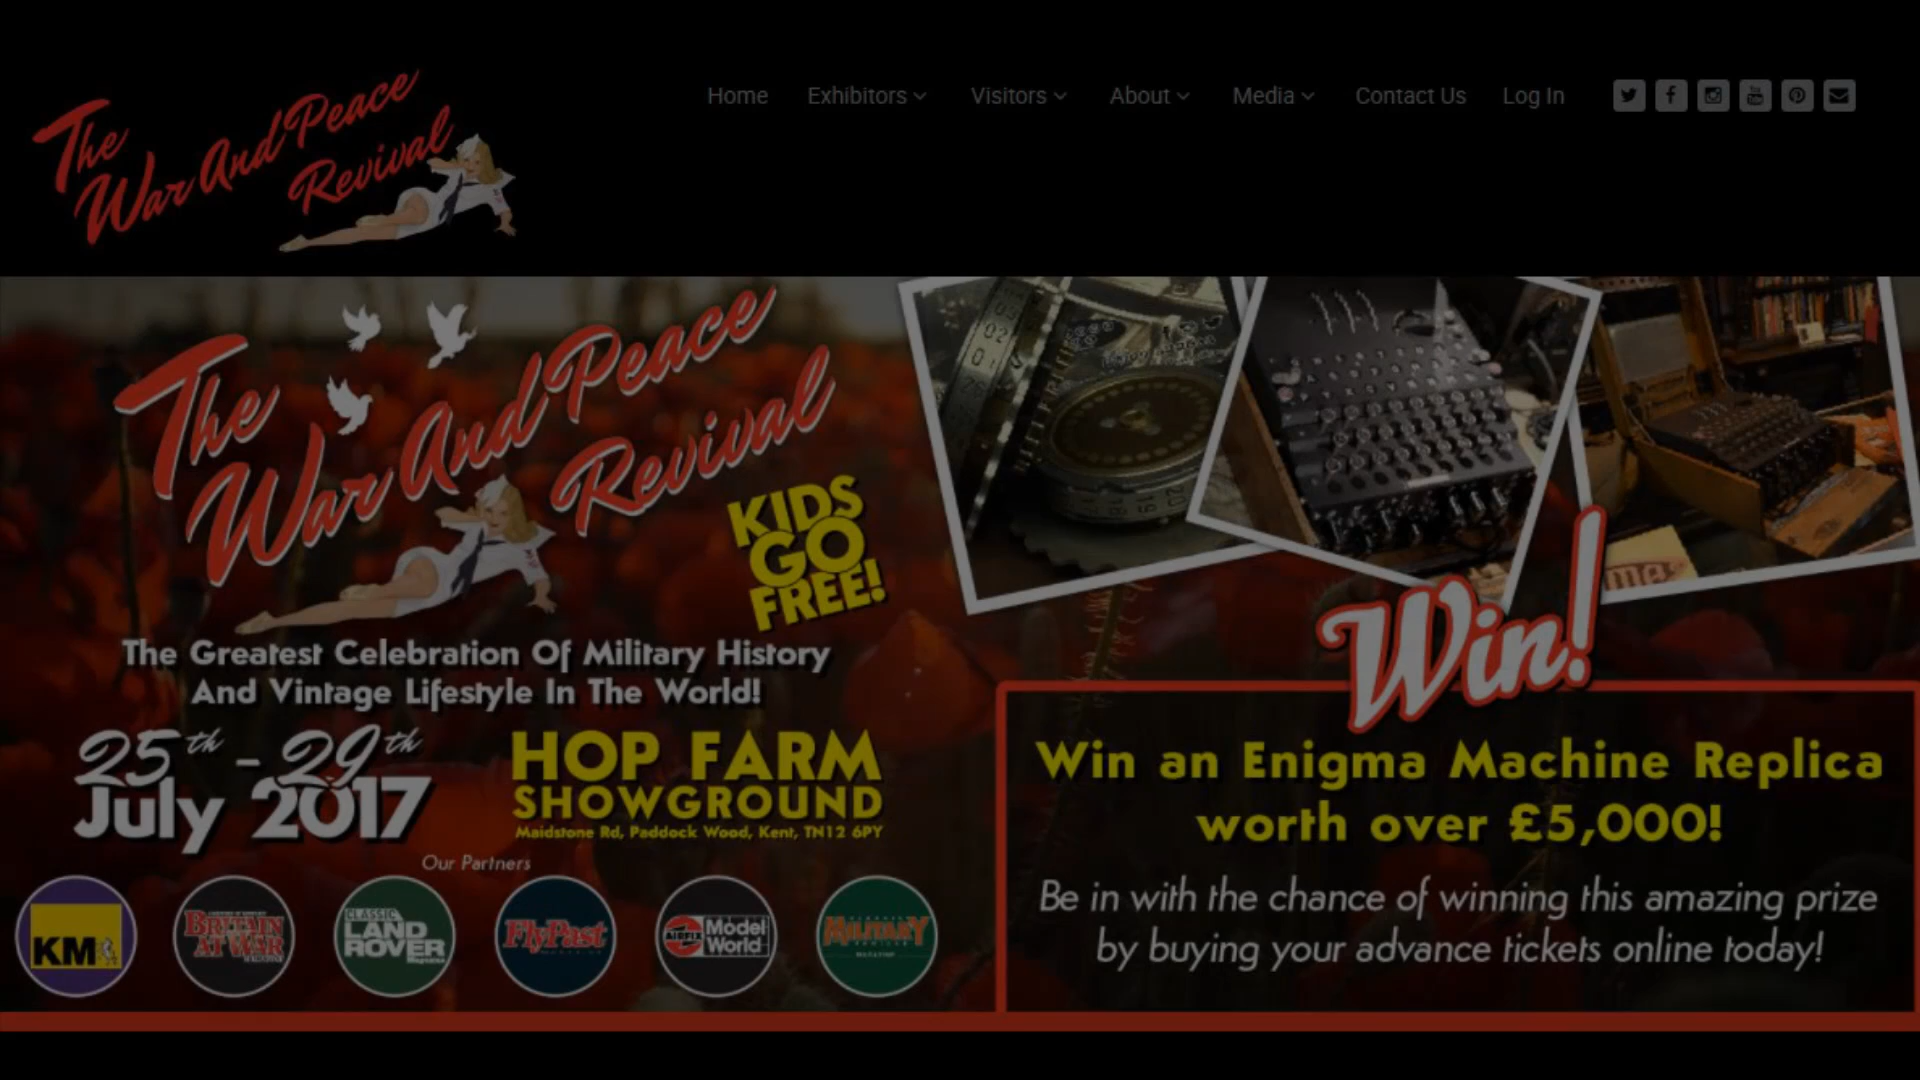 The
War And Peace
Revival
Home
Exhibitors
Visitors
About
Media
Contact Us
Log In
The
War And Peace
Revival
KIDS
GO
FREE!
The Greatest Celebration Of Military History
And Vintage Lifestyle In The World!
25th - 29th
July 2017
HOP FARM
SHOWGROUND
Maidstone Rd, Paddock Wood, Kent, TN12 6PY
Our Partners
KM
BRITAIN
AT WAR
CLASSIC
LAND
ROVER
FlyPast
AIRFIX
Model
World
MILITARY
02
01
Win!
Win an Enigma Machine Replica
worth over £5,000!
Be in with the chance of winning this amazing prize
by buying your advance tickets online today!